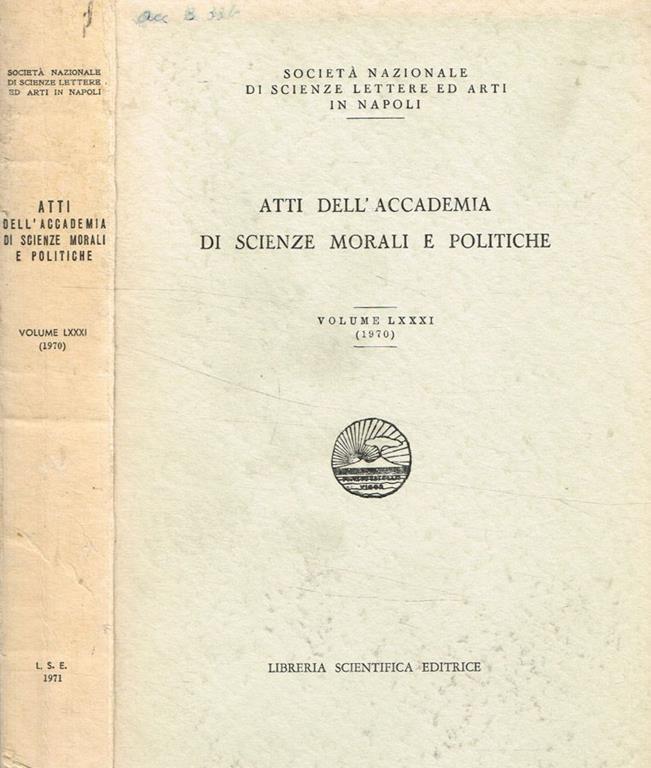 SOCIETÀ NAZIONALE
DI SCIENZE LETTERE
ED ARTI IN NAPOLI
ATTI
DELL'ACCADEMIA
DI SCIENZE MORALI
E POLITICHE
VOLUME LXXXI
(1970)
L. S. E.
1971
SOCIETÀ NAZIONALE
DI SCIENZE LETTERE ED ARTI
IN NAPOLI
ATTI DELL'ACCADEMIA
DI SCIENZE MORALI E POLITICHE
VOLUME LXXXI
(1970)
LIBRERIA SCIENTIFICA EDITRICE